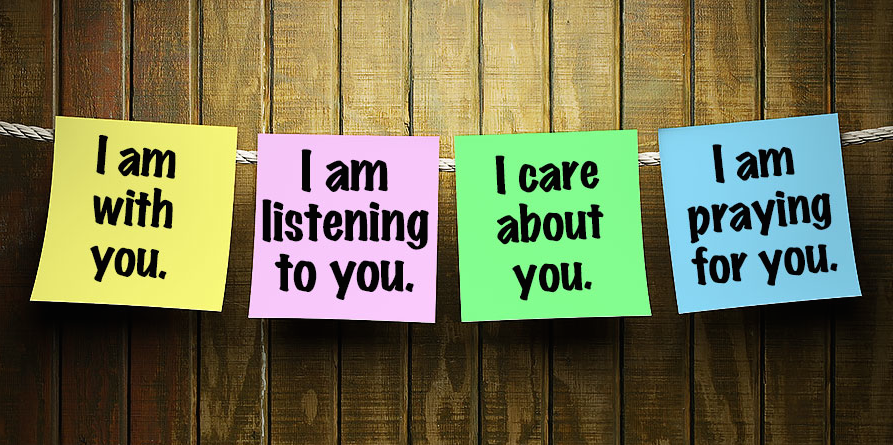 I am
with
you.
I am
listening
to you.
I care
about
you.
I am
praying
for you.